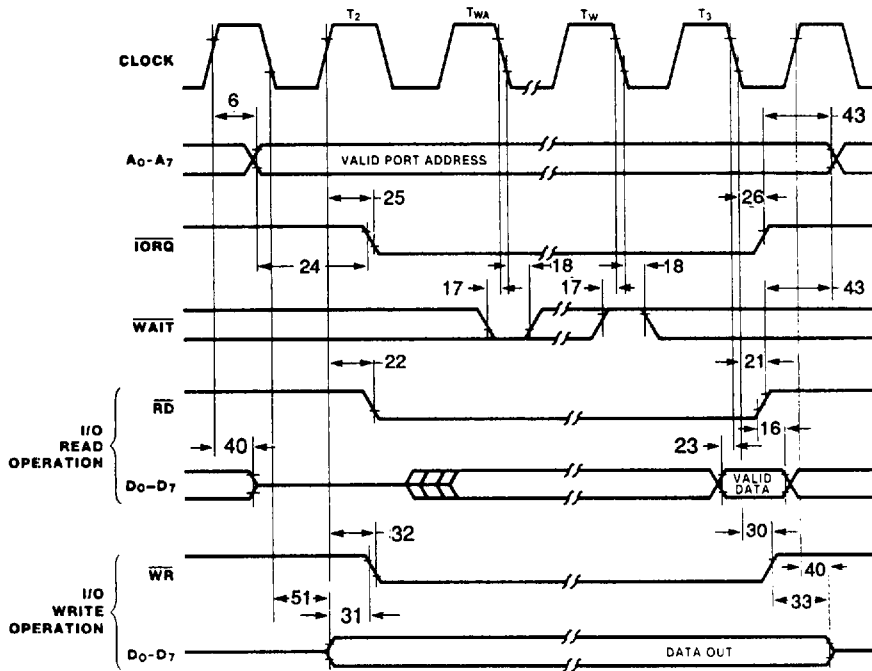 T2 TWA TW T3
CLOCK
6 43
A0-A7 VALID PORT ADDRESS
25 26
IORQ
24 18 18
17 17 43
WAIT
22 21
RD
I/O
READ
OPERATION
16
40 23
D0-D7 VALID
DATA
32 30
WR
40
I/O
WRITE
OPERATION
51 31 33
D0-D7 DATA OUT